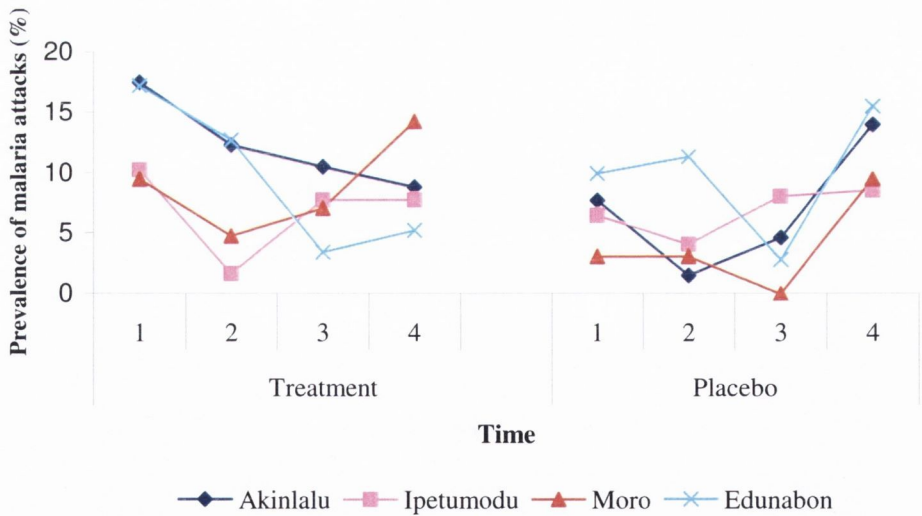 Prevalence of malaria attacks (%)
20
15
10
5
0
1 2 3 4 1 2 3 4
Treatment Placebo
Time
Akinlalu Ipetumodu Moro Edunabon